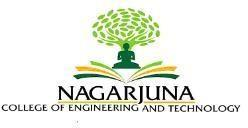 NAGARJUNA
COLLEGE OF ENGINEERING AND TECHNOLOGY